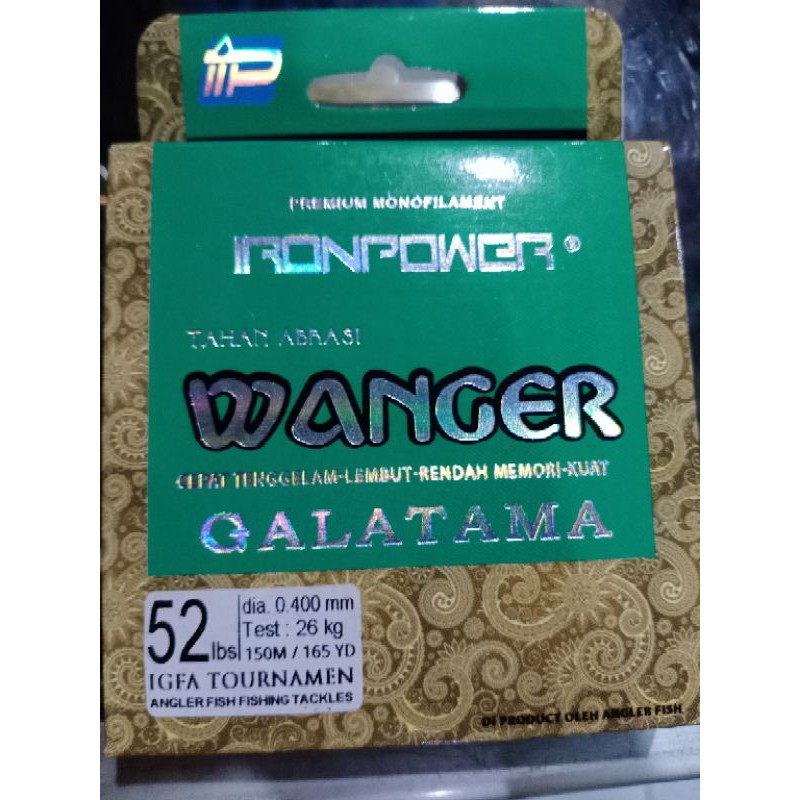 iP
PREMIUM MONOFILAMENT
IRONPOWER®
TAHAN ABRASI
WANGER
CEPAT TENGGELAM-LEMBUT-RENDAH MEMORI-KUAT
GALATAMA
52 lbs
dia. 0.400 mm
Test : 26 kg
150M / 165 YD
IGFA TOURNAMEN
ANGLER FISH FISHING TACKLES
DI PRODUCT OLEH ANGLER FISH